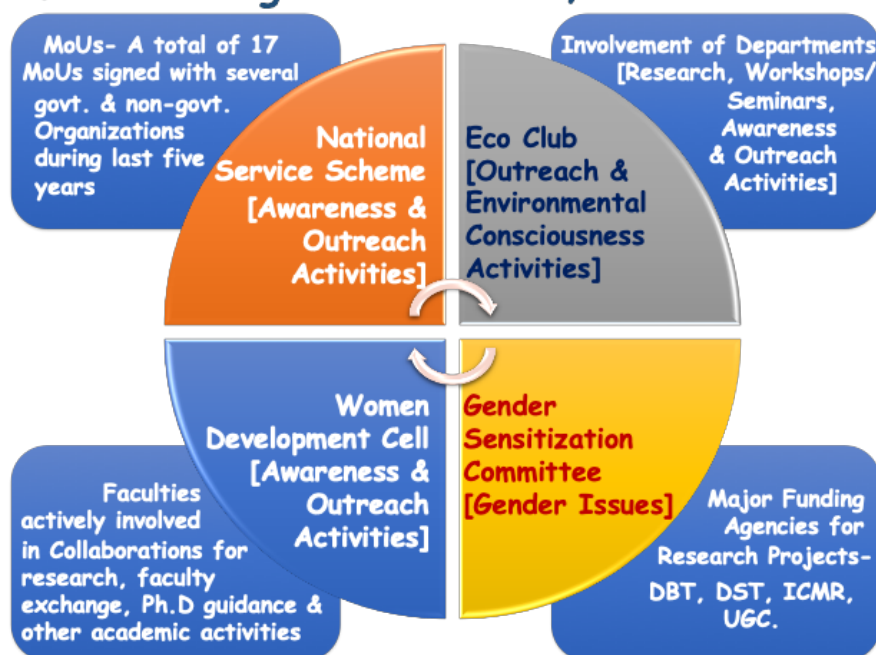 MoUs- A total of 17
MoUs signed with several
govt. & non-govt.
Organizations
during last five
years
National
Service Scheme
[Awareness &
Outreach
Activities]
Eco Club
[Outreach &
Environmental
Consciousness
Activities]
Involvement of Departments
[Research, Workshops/
Seminars,
Awareness
& Outreach
Activities]
Women
Development Cell
[Awareness &
Outreach
Activities]
Gender
Sensitization
Committee
[Gender Issues]
Faculties
actively involved
in Collaborations for
research, faculty
exchange, Ph.D guidance &
other academic activities
Major Funding
Agencies for
Research Projects-
DBT, DST, ICMR,
UGC.